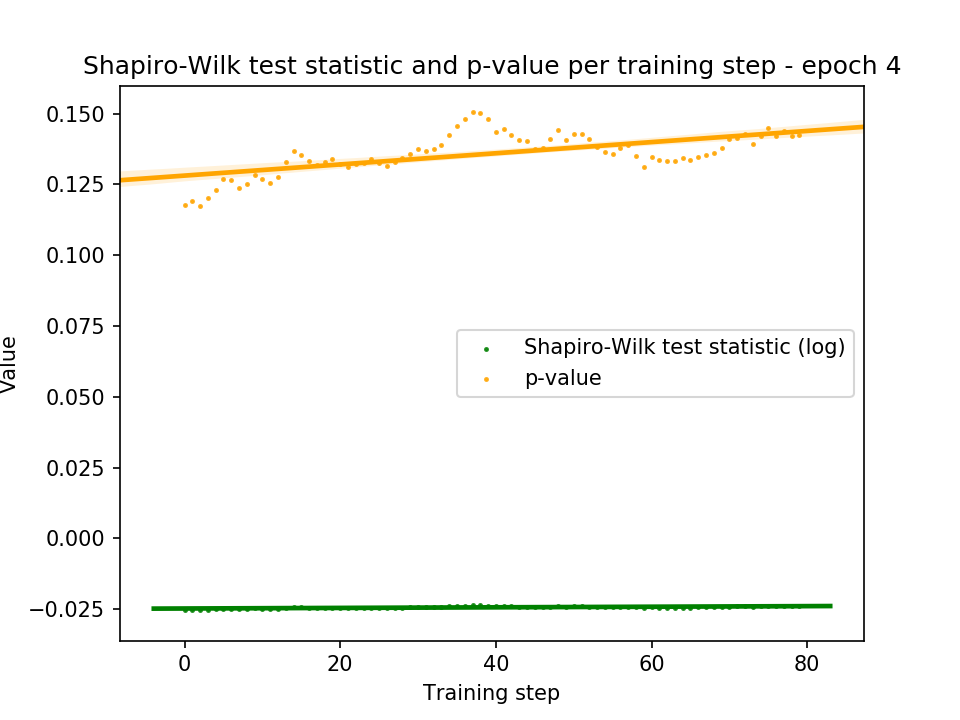 Shapiro-Wilk test statistic and p-value per training step - epoch 4
0.150
0.125
0.100
0.075
0.050
0.025
0.000
−0.025
Value
Shapiro-Wilk test statistic (log)
p-value
0 20 40 60 80
Training step